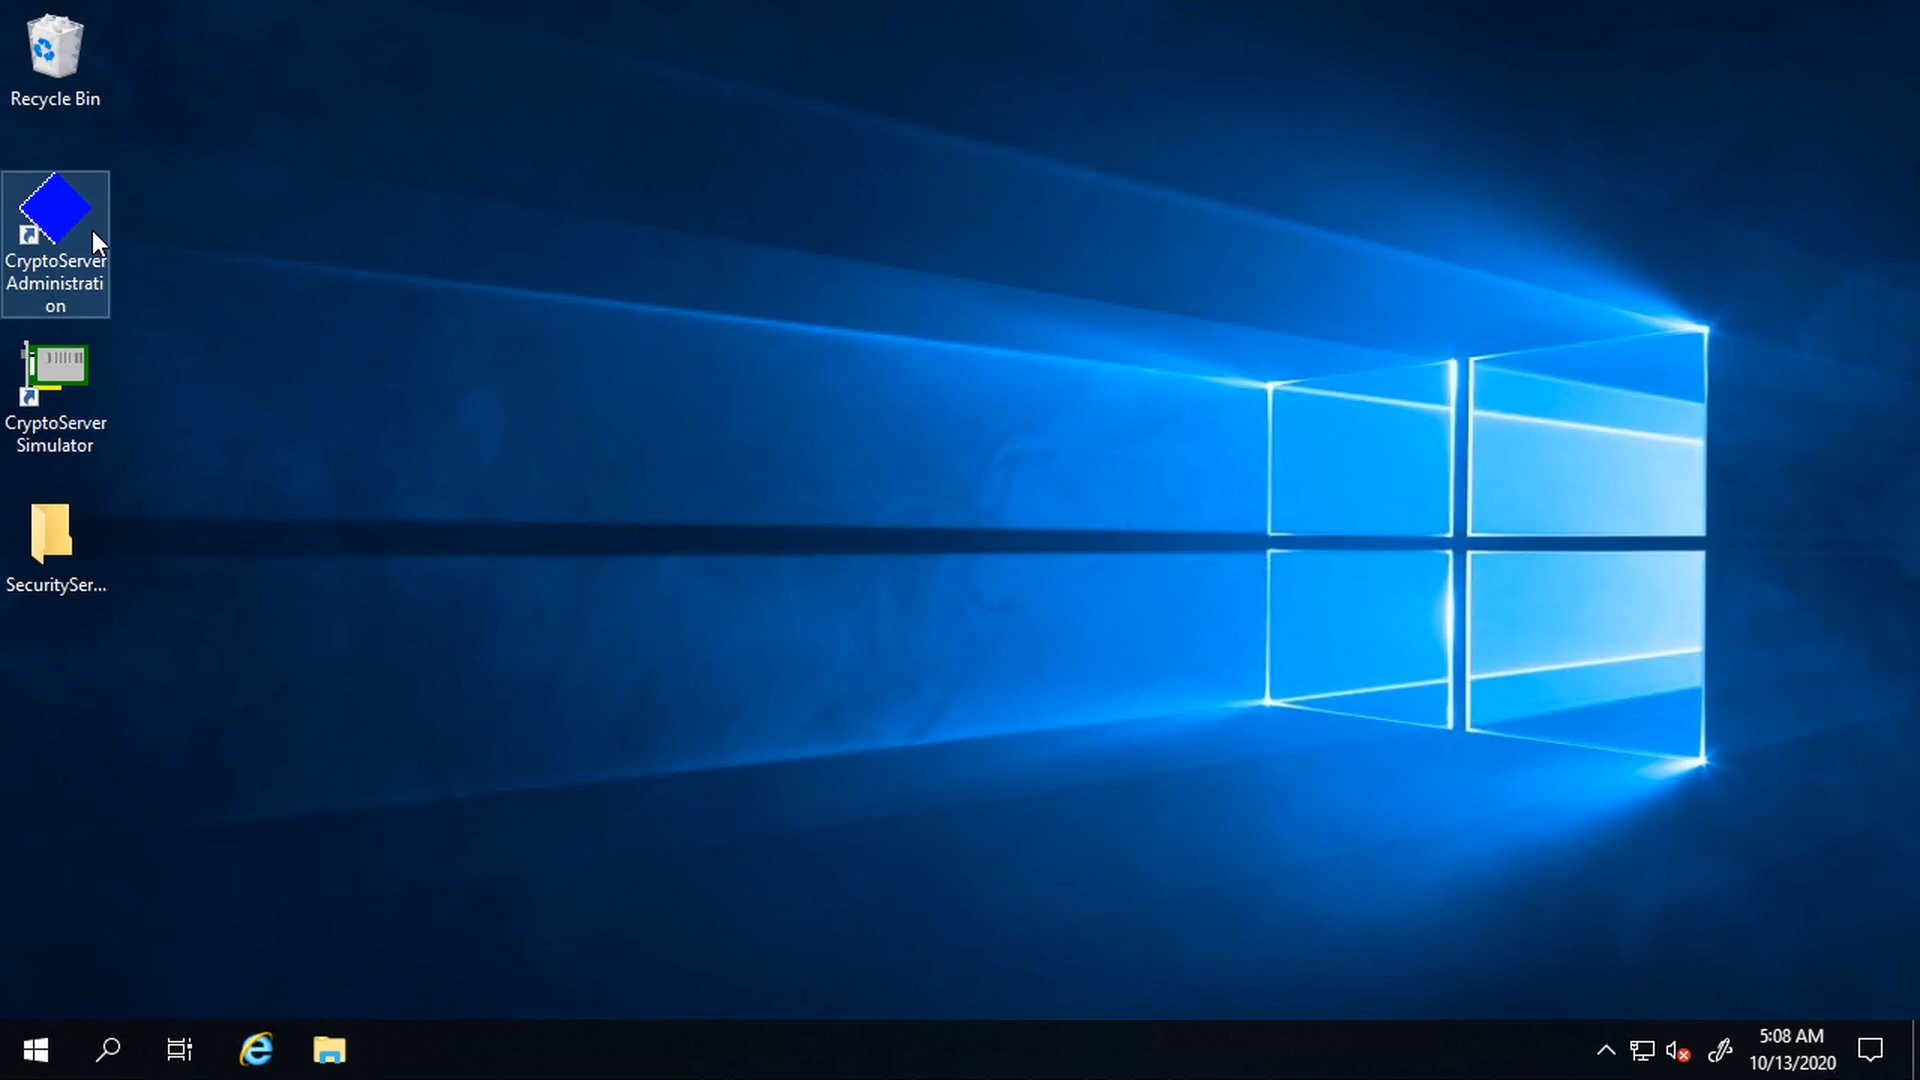 Recycle Bin
CryptoServer
Administrati
on
CryptoServer
Simulator
SecuritySer...
5:08 AM
10/13/2020